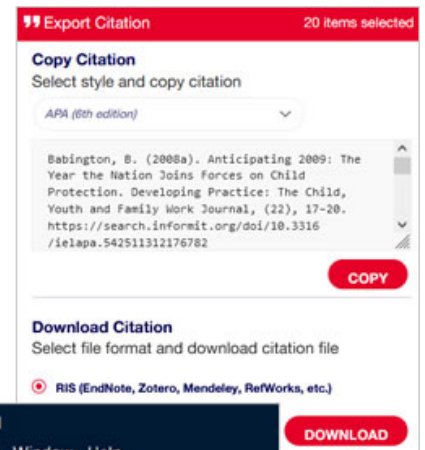 Export Citation 20 items selected
Copy Citation
Select style and copy citation
APA (6th edition)
Babington, B. (2008a). Anticipating 2009: The
Year the Nation Joins Forces on Child
Protection. Developing Practice: The Child,
Youth and Family Work Journal, (22), 17–20.
https://search.informit.org/doi/10.3316
/ielapa.542511312176782
COPY
Download Citation
Select file format and download citation file
RIS (EndNote, Zotero, Mendeley, RefWorks, etc.)
DOWNLOAD
Window Help